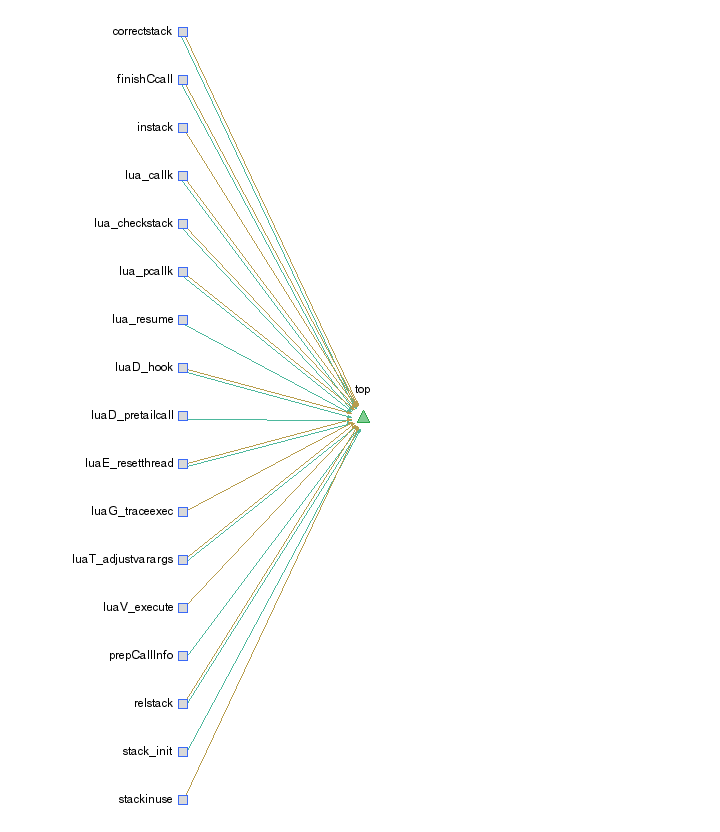 correctstack
finishCcall
instack
lua_callk
lua_checkstack
lua_pcallk
lua_resume
luaD_hook
top
luaD_pretailcall
luaE_resetthread
luaG_traceexec
luaT_adjustvarargs
luaV_execute
prepCallInfo
relstack
stack_init
stackinuse